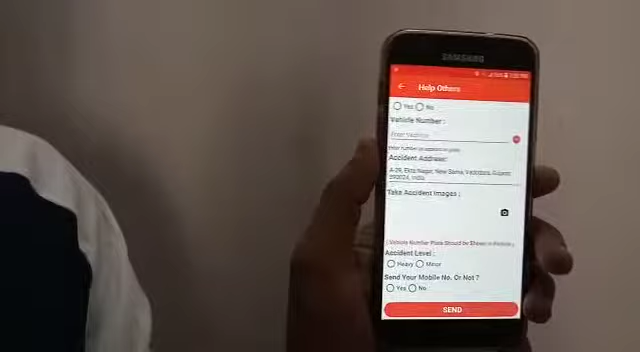 SAMSUNG
Help Others
Yes No
Vehicle Number :
Enter Vehicle
Accident Address:
A-29, Ekta Nagar, New Sama, Vadodara, Gujarat
390024, India
Take Accident Images :
( Vehicle Number Plate Should be Shown in Picture )
Accident Level :
Heavy Minor
Send Your Mobile No. Or Not ?
Yes No
SEND